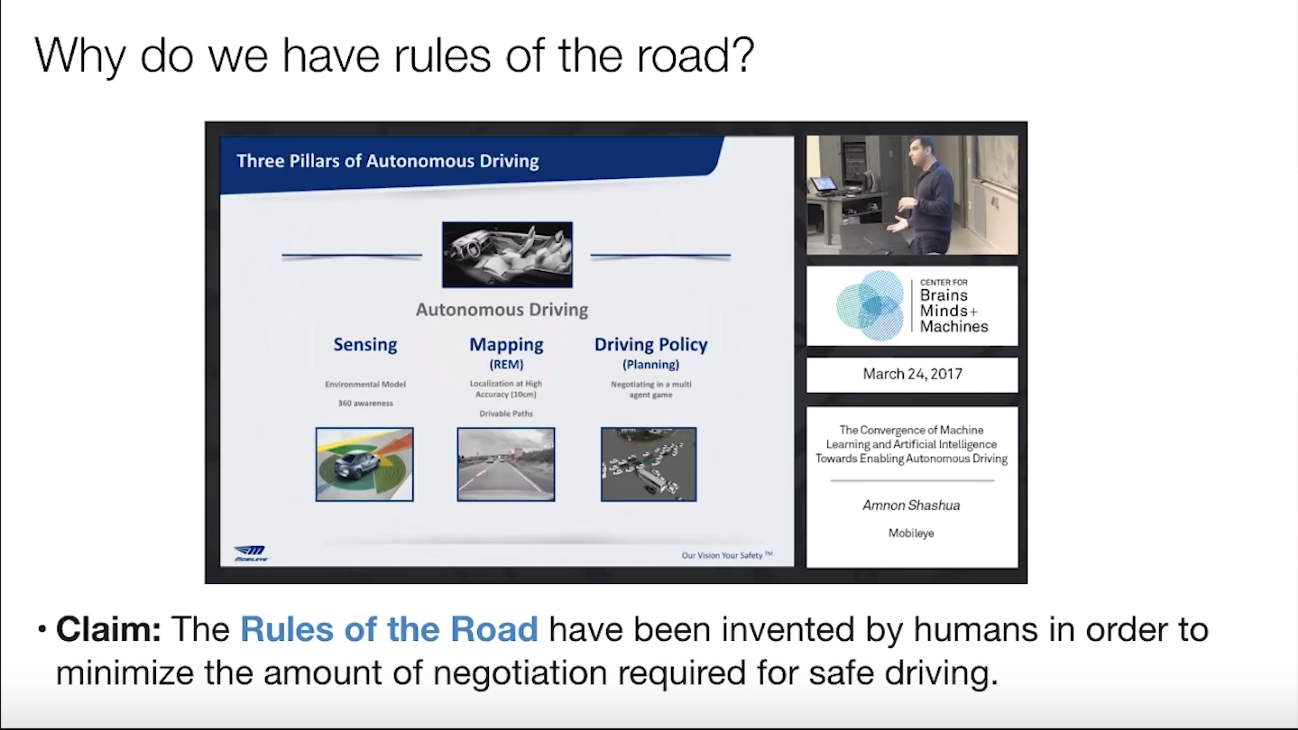 Why do we have rules of the road?
Three Pillars of Autonomous Driving
Autonomous Driving
Sensing
Environmental Model
360 awareness
Mapping
(REM)
Localization at High
Accuracy (10cm)
Drivable Paths
Driving Policy
(Planning)
Negotiating in a multi
agent game
MOBILEYE
Our Vision Your Safety TM
CENTER FOR
Brains
Minds+
Machines
March 24, 2017
The Convergence of Machine
Learning and Artificial Intelligence
Towards Enabling Autonomous Driving
Amnon Shashua
Mobileye
• Claim: The Rules of the Road have been invented by humans in order to
minimize the amount of negotiation required for safe driving.